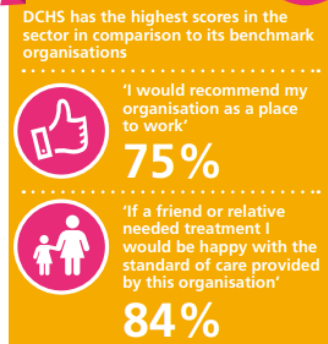 DCHS has the highest scores in the
sector in comparison to its benchmark
organisations
‘I would recommend my
organisation as a place
to work’
75%
‘If a friend or relative
needed treatment I
would be happy with the
standard of care provided
by this organisation’
84%